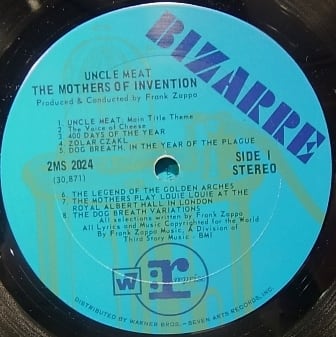 BIZARRE
UNCLE MEAT
THE MOTHERS OF INVENTION
Produced & Conducted by Frank Zappa
1. UNCLE MEAT: Main Title Theme
2. The Voice of Cheese
3. 400 DAYS OF THE YEAR
4. ZOLAR CZAKL
5. DOG BREATH, IN THE YEAR OF THE PLAGUE
2MS 2024
(30,871)
SIDE 1
STEREO
6. THE LEGEND OF THE GOLDEN ARCHES
7. THE MOTHERS PLAY LOUIE LOUIE AT THE
ROYAL ALBERT HALL IN LONDON
8. THE DOG BREATH VARIATIONS
All selections written by Frank Zappa
All Lyrics and Music Copyrighted for the World
By Frank Zappa Music, A Division of
Third Story Music - BMI
W7
r:
reprise
DISTRIBUTED BY WARNER BROS. - SEVEN ARTS RECORDS, INC.